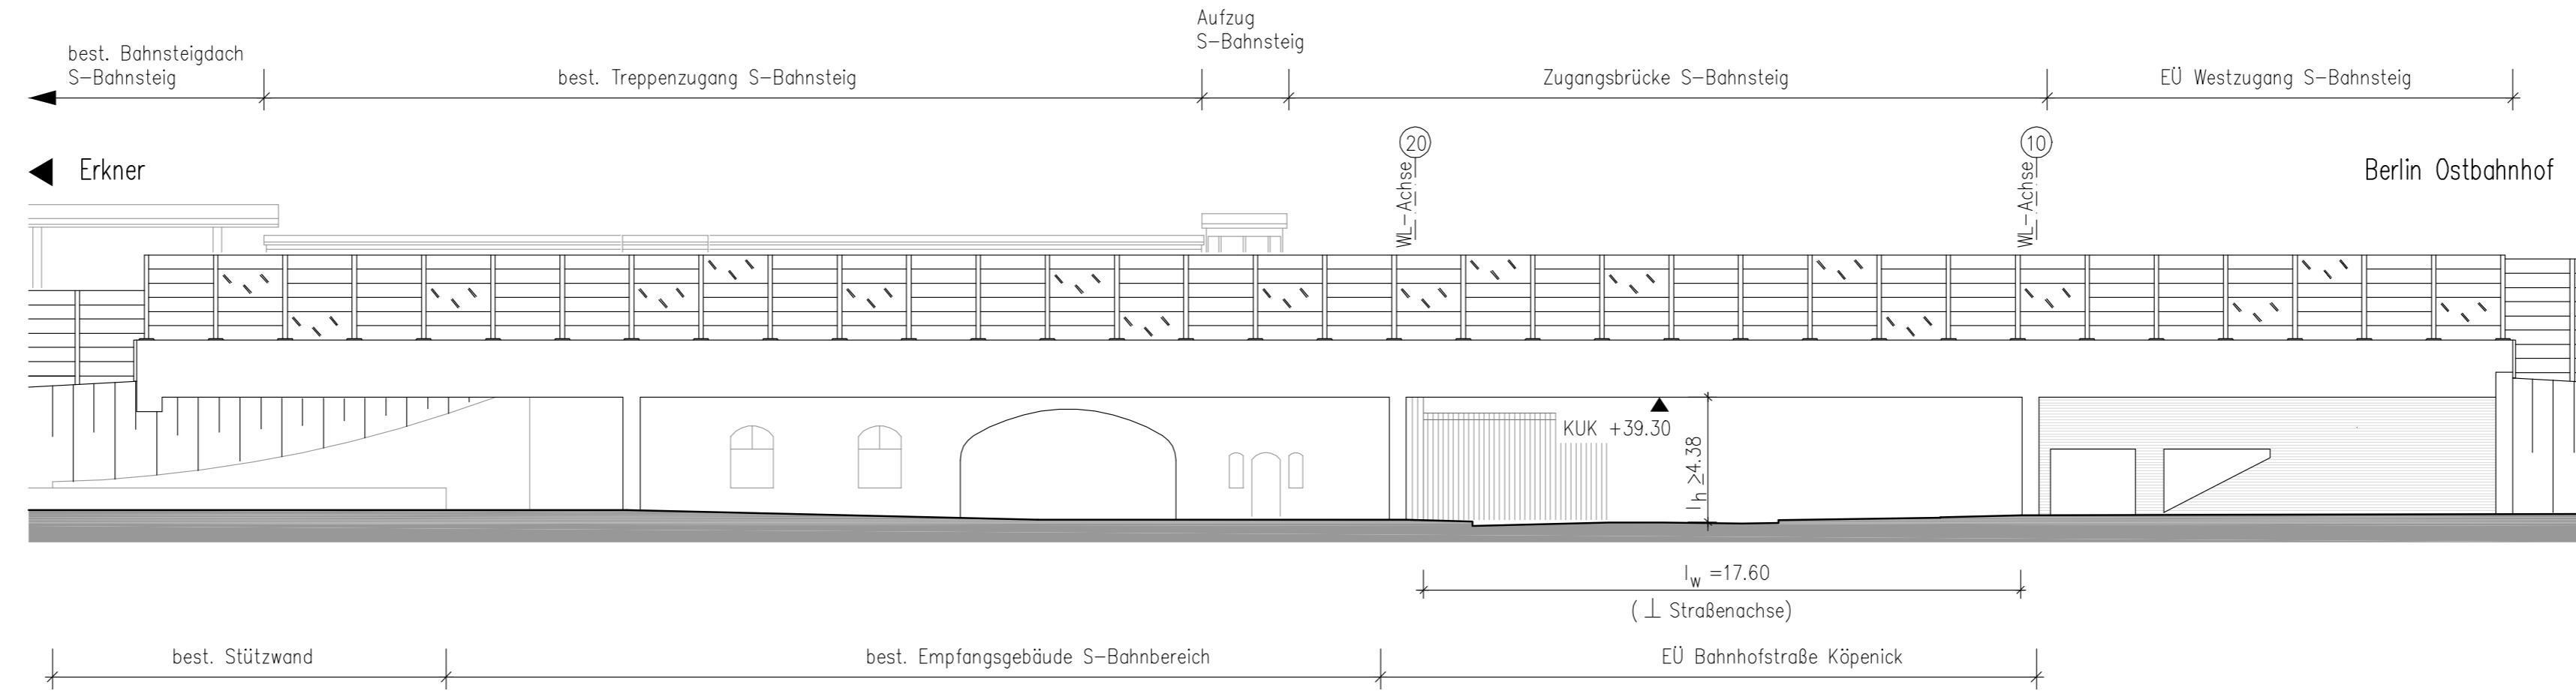 Aufzug
S-Bahnsteig
best. Bahnsteigdach
S-Bahnsteig
best. Treppenzugang S-Bahnsteig
Zugangsbrücke S-Bahnsteig
EÜ Westzugang S-Bahnsteig
20
10
Erkner
WL-Achse
WL-Achse
Berlin Ostbahnhof
KUK +39.30
l h ≥4.38
lw =17.60
(⊥ Straßenachse)
best. Stützwand
best. Empfangsgebäude S-Bahnbereich
EÜ Bahnhofstraße Köpenick